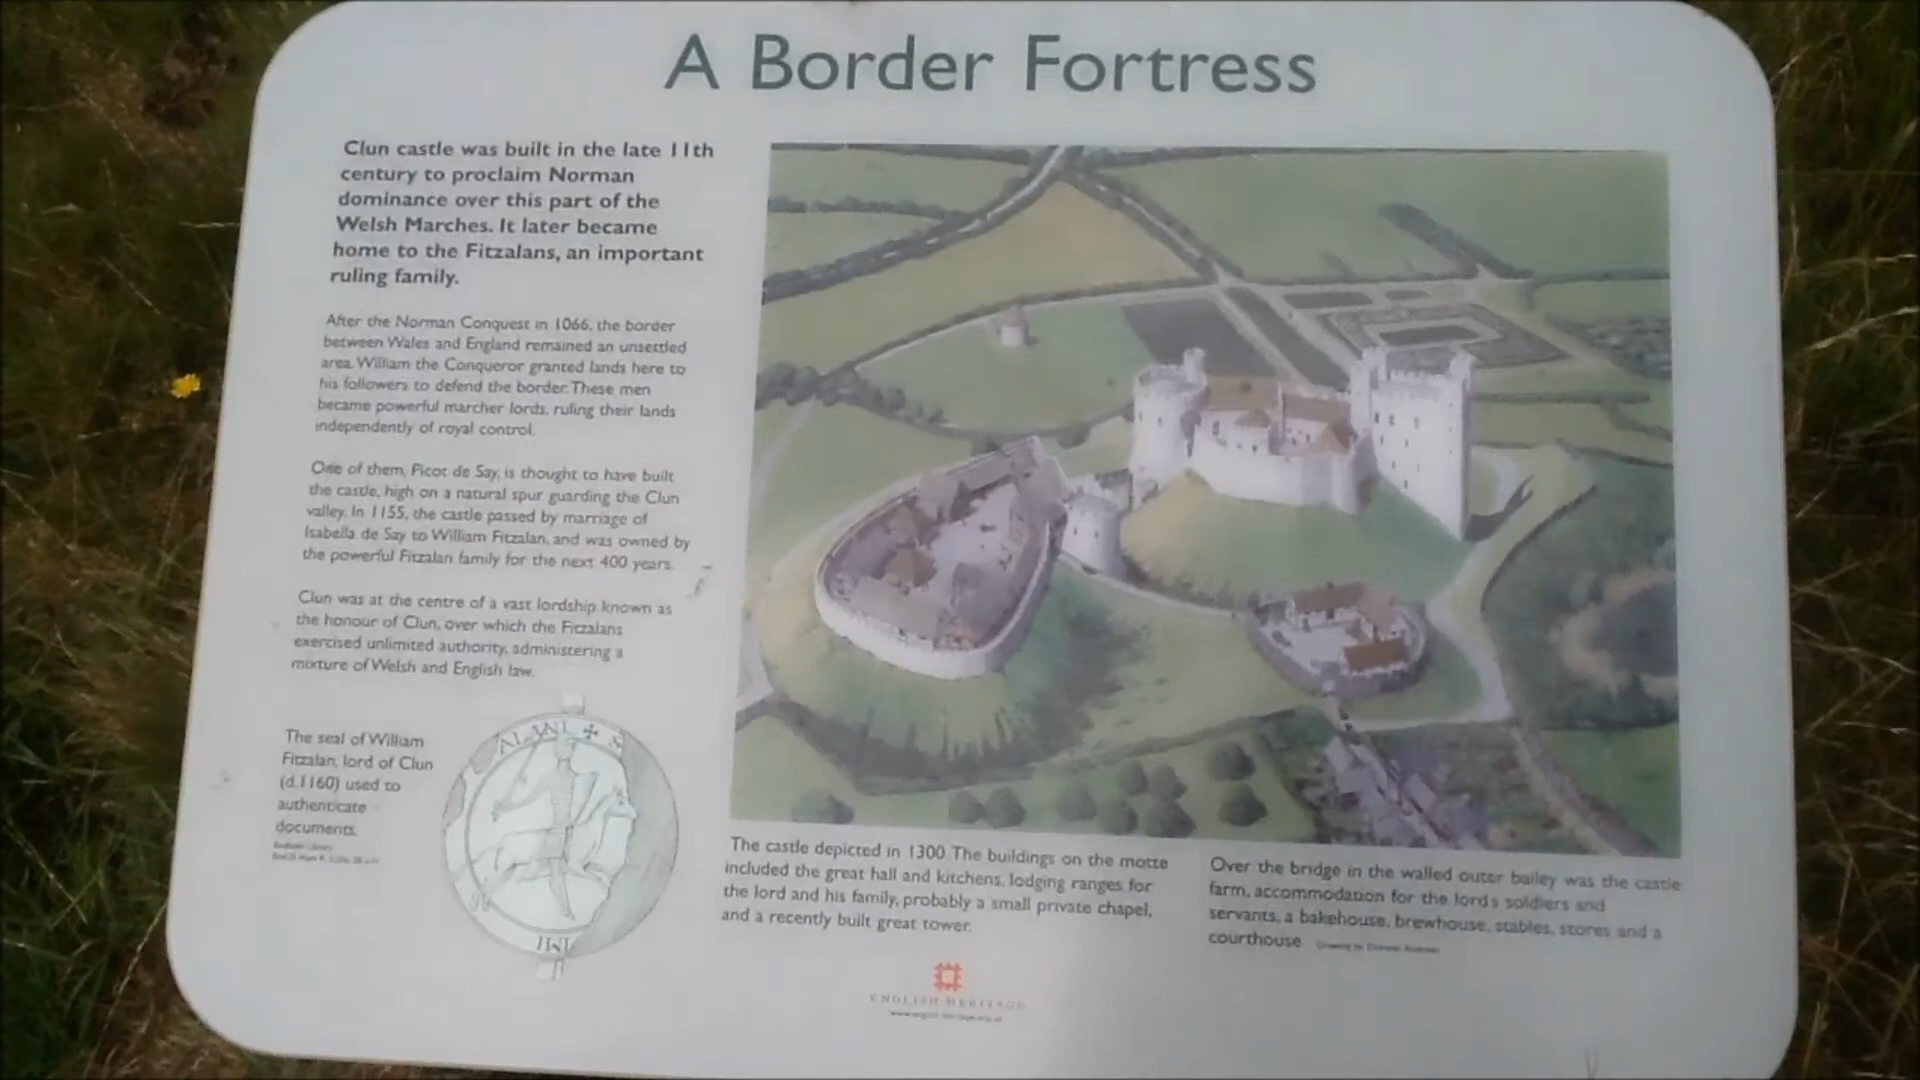 A Border Fortress
Clun castle was built in the late 11th
century to proclaim Norman
dominance over this part of the
Welsh Marches. It later became
home to the Fitzalans, an important
ruling family.
After the Norman Conquest in 1066, the border
between Wales and England remained an unsettled
area. William the Conqueror granted lands here to
his followers to defend the border. These men
became powerful marcher lords, ruling their lands
independently of royal control.
One of them, Picot de Say, is thought to have built
the castle, high on a natural spur guarding the Clun
valley. In 1155, the castle passed by marriage of
Isabella de Say to William Fitzalan, and was owned by
the powerful Fitzalan family for the next 400 years.
Clun was at the centre of a vast lordship known as
the honour of Clun, over which the Fitzalans
exercised unlimited authority, administering a
mixture of Welsh and English law.
The seal of William
Fitzalan, lord of Clun
(d.1160) used to
authenticate
documents.
The castle depicted in 1300. The buildings on the motte
included the great hall and kitchens, lodging ranges for
the lord and his family, probably a small private chapel,
and a recently built great tower.
Over the bridge in the walled outer bailey was the castle
farm, accommodation for the lord's soldiers and
servants, a bakehouse, brewhouse, stables, stores and a
courthouse
Drawing by
ENGLISH HERITAGE
www.english-heritage.org.uk